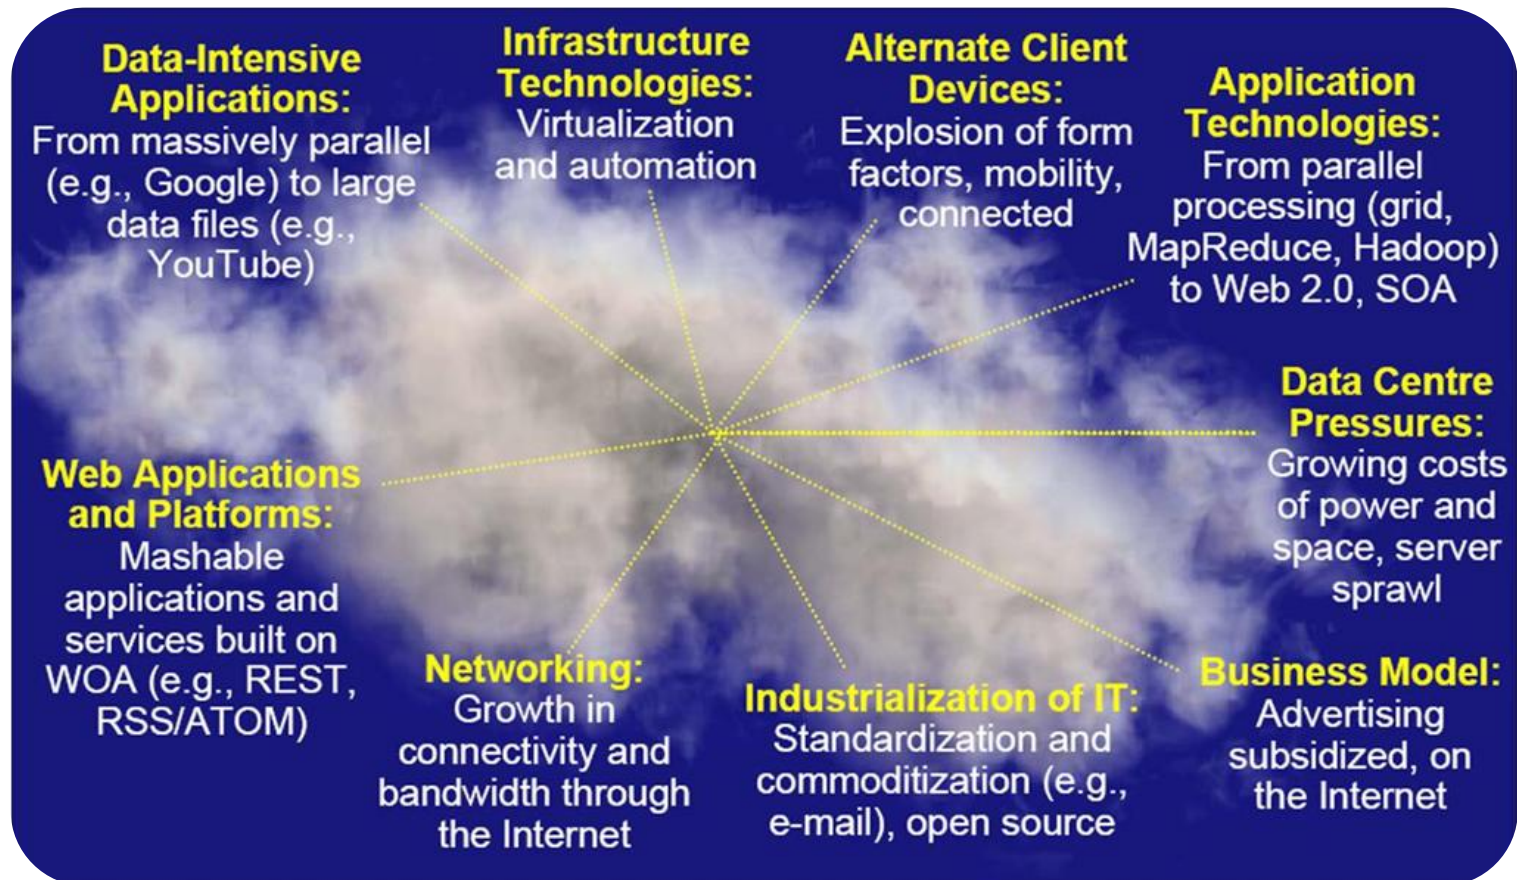 Data-Intensive
Applications:
From massively parallel
(e.g., Google) to large
data files (e.g.,
YouTube)
Infrastructure
Technologies:
Virtualization
and automation
Alternate Client
Devices:
Explosion of form
factors, mobility,
connected
Application
Technologies:
From parallel
processing (grid,
MapReduce, Hadoop)
to Web 2.0, SOA
Data Centre
Pressures:
Growing costs
of power and
space, server
sprawl
Web Applications
and Platforms:
Mashable
applications and
services built on
WOA (e.g., REST,
RSS/ATOM)
Networking:
Growth in
connectivity and
bandwidth through
the Internet
Industrialization of IT:
Standardization and
commoditization (e.g.,
e-mail), open source
Business Model:
Advertising
subsidized, on
the Internet